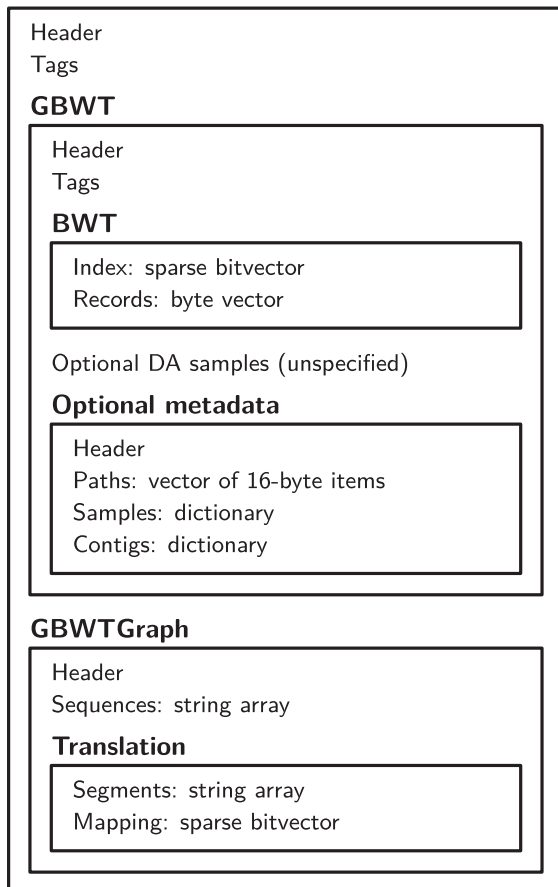 Header
Tags
GBWT
Header
Tags
BWT
Index: sparse bitvector
Records: byte vector
Optional DA samples (unspecified)
Optional metadata
Header
Paths: vector of 16-byte items
Samples: dictionary
Contigs: dictionary
GBWTGraph
Header
Sequences: string array
Translation
Segments: string array
Mapping: sparse bitvector